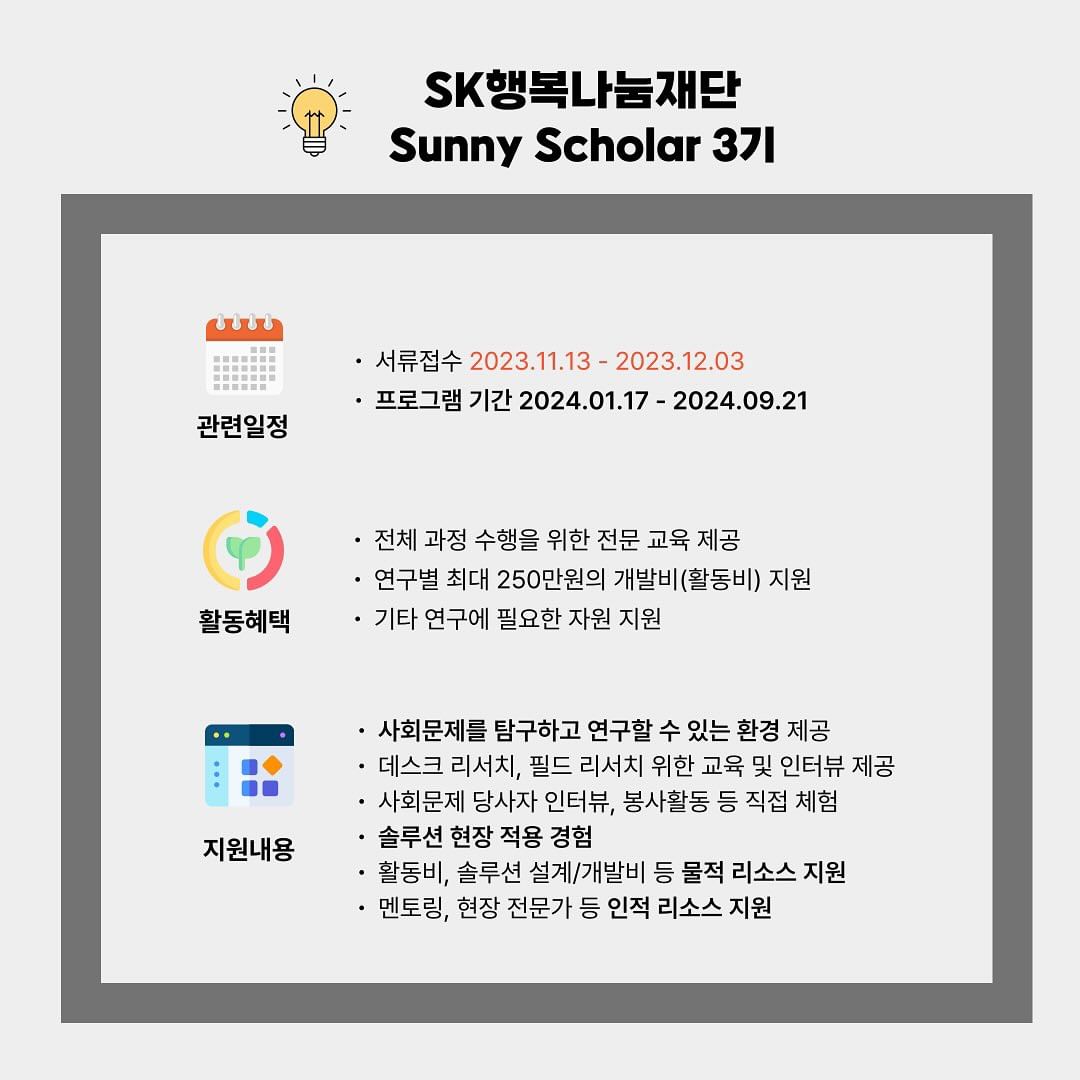 SK행복나눔재단
Sunny Scholar 3기
관련일정
• 서류접수 2023.11.13 - 2023.12.03
• 프로그램 기간 2024.01.17 - 2024.09.21
활동혜택
• 전체 과정 수행을 위한 전문 교육 제공
• 연구별 최대 250만원의 개발비(활동비) 지원
• 기타 연구에 필요한 자원 지원
지원내용
• 사회문제를 탐구하고 연구할 수 있는 환경 제공
• 데스크 리서치, 필드 리서치 위한 교육 및 인터뷰 제공
• 사회문제 당사자 인터뷰, 봉사활동 등 직접 체험
• 솔루션 현장 적용 경험
• 활동비, 솔루션 설계/개발비 등 물적 리소스 지원
• 멘토링, 현장 전문가 등 인적 리소스 지원